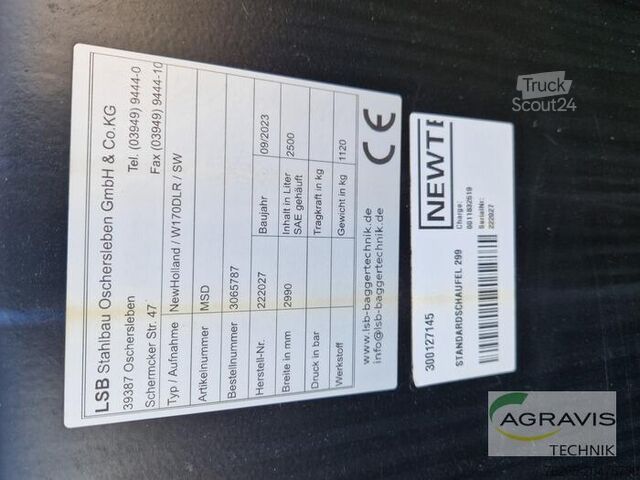 LSB Stahlbau Oschersleben GmbH & Co.KG
39387 Oschersleben Tel. (03949) 9444-0
Schermcker Str. 47 Fax (03949) 9444-10
Typ / Aufnahme NewHolland / W170DLR / SW
Artikelnummer MSD
Bestellnummer 3065787
Herstell-Nr. 222027 Baujahr 09/2023
Breite in mm 2990 Inhalt in Liter SAE gehäuft 2500
Druck in bar Tragkraft in kg
Werkstoff Gewicht in kg 1120
www.lsb-baggertechnik.de
info@lsb-baggertechnik.de
CE
NEWTE
Charge:
0011832519
SerialNr.:
222027
300127145
STANDARDSCHAUFEL 299
Truck
Scout24
AGRAVIS
TECHNIK